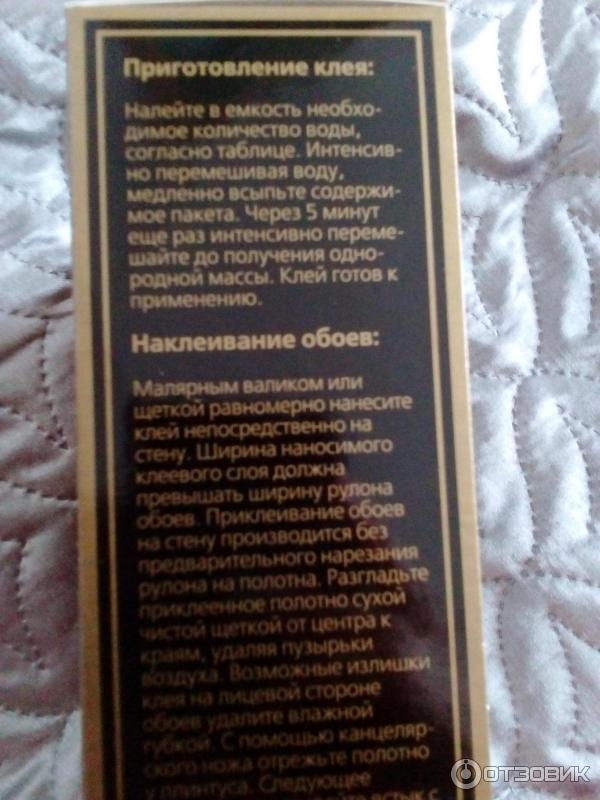 Приготовление клея:
Налейте в емкость необхо-
димое количество воды,
согласно таблице. Интенсив-
но перемешивая воду,
медленно всыпьте содержи-
мое пакета. Через 5 минут
еще раз интенсивно переме-
шайте до получения одно-
родной массы. Клей готов к
применению.
Наклеивание обоев:
Малярным валиком или
щеткой равномерно нанесите
клей непосредственно на
стену. Ширина наносимого
клеевого слоя должна
превышать ширину рулона
обоев. Приклеивание обоев
на стену производится без
предварительного нарезания
рулона на полотна. Разгладьте
приклеенное полотно сухой
чистой щеткой от центра к
краям, удаляя пузырьки
воздуха. Возможные излишки
клея на лицевой стороне
обоев удалите влажной
губкой. С помощью канцеляр-
ского ножа отрежьте полотно
у плинтуса. Следующее
встык с
ОТЗОВИК